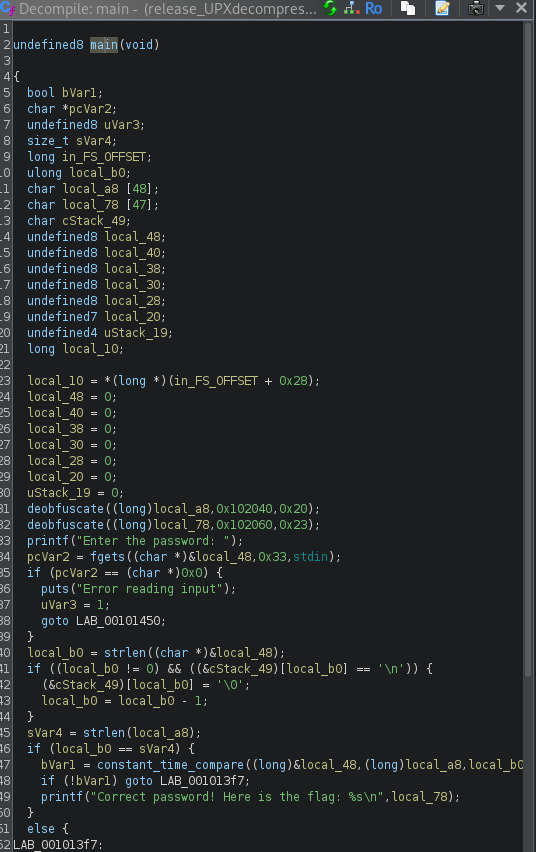 Decompile: main - (release_UPXdecompres...
Ro
1
2 undefined8 main(void)
3
4 {
5 bool bVar1;
6 char *pcVar2;
7 undefined8 uVar3;
8 size_t sVar4;
9 long in_FS_OFFSET;
10 ulong local_b0;
11 char local_a8 [48];
12 char local_78 [47];
13 char cStack_49;
14 undefined8 local_48;
15 undefined8 local_40;
16 undefined8 local_38;
17 undefined8 local_30;
18 undefined8 local_28;
19 undefined7 local_20;
20 undefined4 uStack_19;
21 long local_10;
22
23 local_10 = *(long *)(in_FS_OFFSET + 0x28);
24 local_48 = 0;
25 local_40 = 0;
26 local_38 = 0;
27 local_30 = 0;
28 local_28 = 0;
29 local_20 = 0;
30 uStack_19 = 0;
31 deobfuscate((long)local_a8,0x102040,0x20);
32 deobfuscate((long)local_78,0x102060,0x23);
33 printf("Enter the password: ");
34 pcVar2 = fgets((char *)&local_48,0x33,stdin);
35 if (pcVar2 == (char *)0x0) {
36 puts("Error reading input");
37 uVar3 = 1;
38 goto LAB_00101450;
39 }
40 local_b0 = strlen((char *)&local_48);
41 if ((local_b0 != 0) && ((&cStack_49)[local_b0] == '\n')) {
42 (&cStack_49)[local_b0] = '\0';
43 local_b0 = local_b0 - 1;
44 }
45 sVar4 = strlen(local_a8);
46 if (local_b0 == sVar4) {
47 bVar1 = constant_time_compare((long)&local_48,(long)local_a8,local_b0
48 if (!bVar1) goto LAB_001013f7;
49 printf("Correct password! Here is the flag: %s\n",local_78);
50 }
51 else {
52 LAB_001013f7: